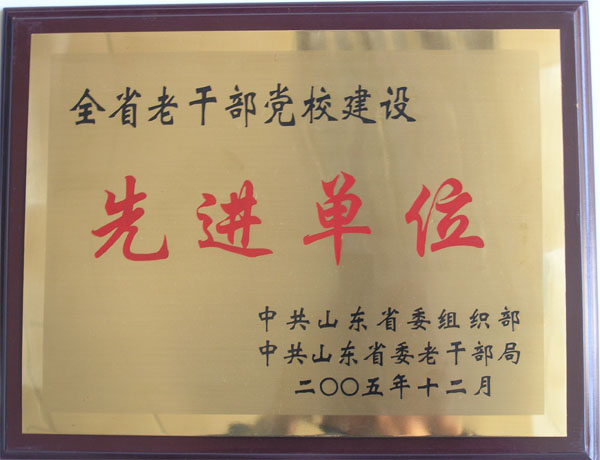 全省老干部党校建设
先进单位
中共山东省委组织部
中共山东省委老干部局
二〇〇五年十二月